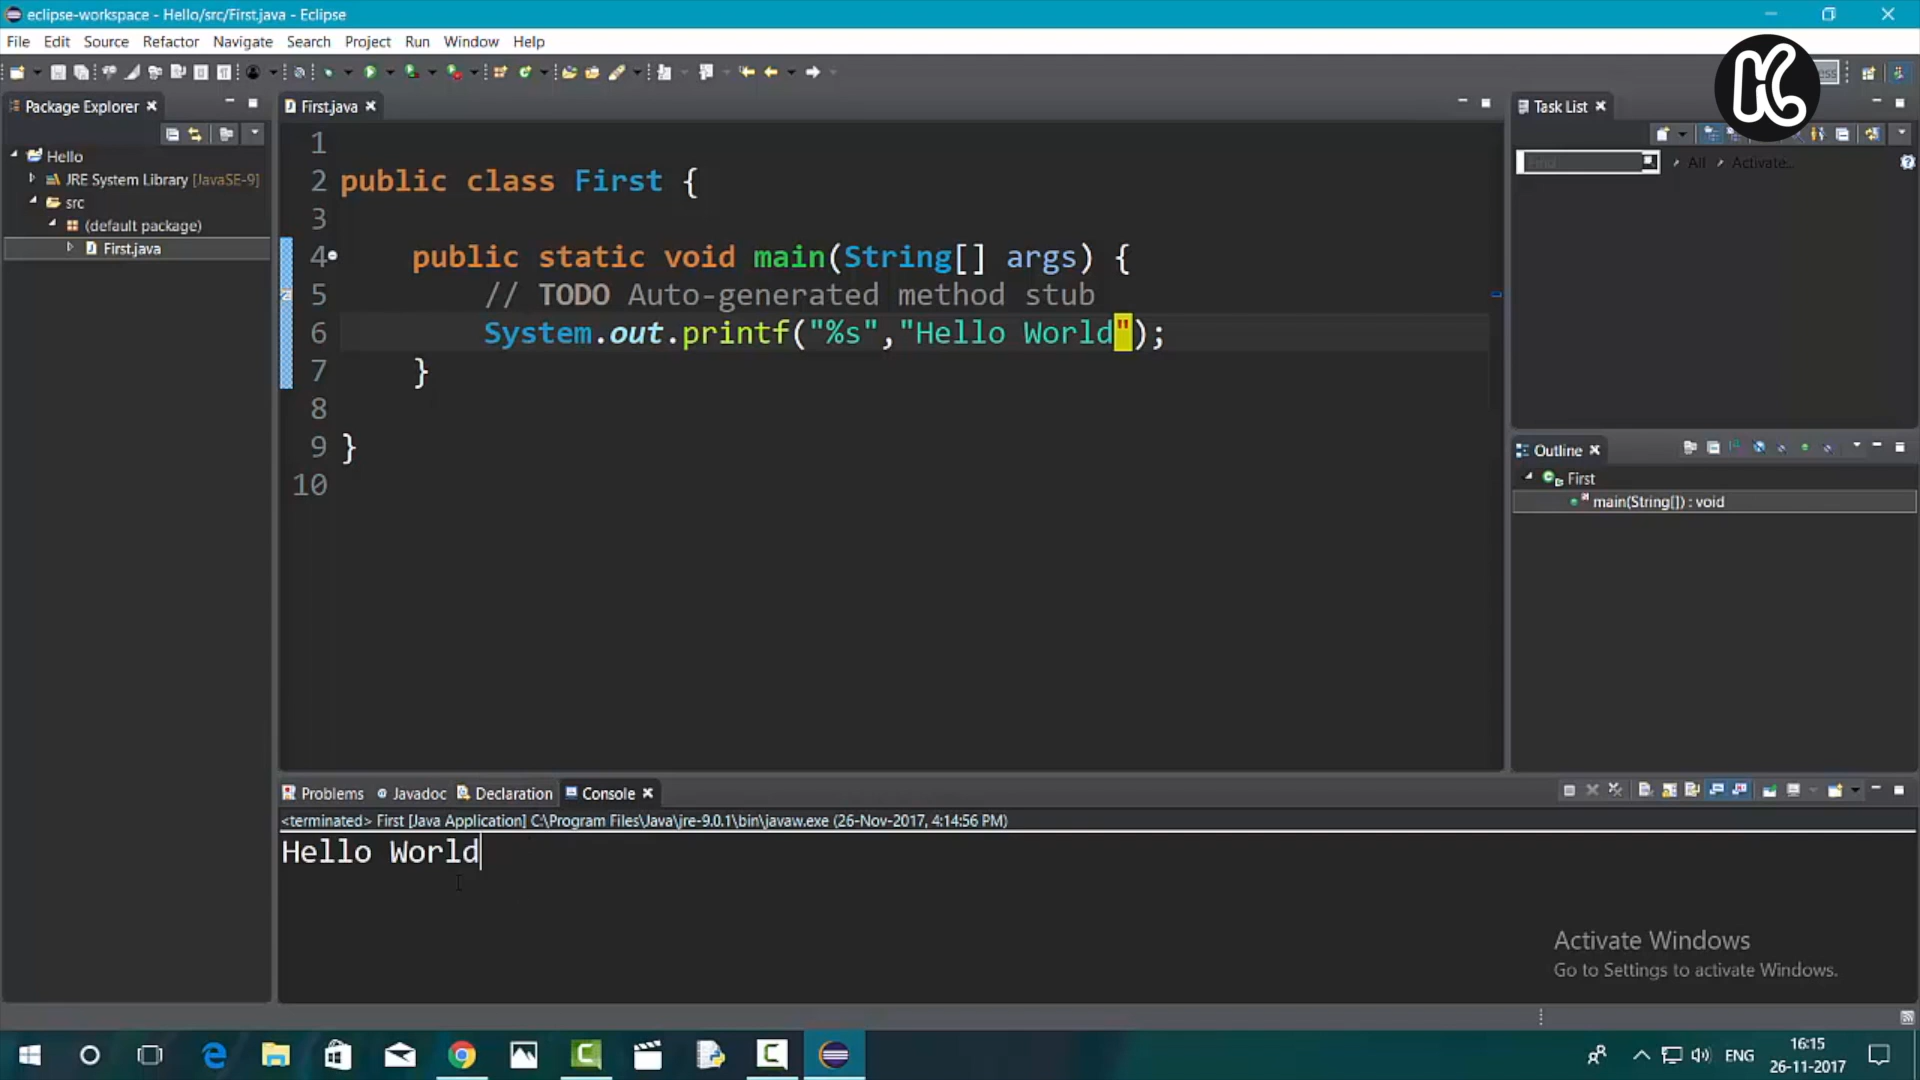 eclipse-workspace - Hello/src/First.java - Eclipse
File Edit Source Refactor Navigate Search Project Run Window Help
Package Explorer
First.java
Task List
Hello
JRE System Library [JavaSE-9]
src
(default package)
First.java
1
2 public class First {
3
4 public static void main(String[] args) {
5 // TODO Auto-generated method stub
6 System.out.printf("%s","Hello World");
7 }
8
9 }
10
Find All Activate...
Outline
First
main(String[]) : void
Problems Javadoc Declaration Console
<terminated> First [Java Application] C:\Program Files\Java\jre-9.0.1\bin\javaw.exe (26-Nov-2017, 4:14:56 PM)
Hello World
Activate Windows
Go to Settings to activate Windows.
ENG
16:15
26-11-2017